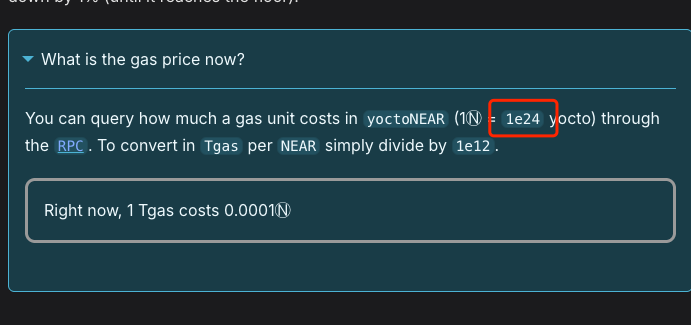 down by 1% (until it reaches the floor).
What is the gas price now?
You can query how much a gas unit costs in yoctoNEAR (1Ⓝ = 1e24 yocto) through
the RPC. To convert in Tgas per NEAR simply divide by 1e12.
Right now, 1 Tgas costs 0.0001Ⓝ